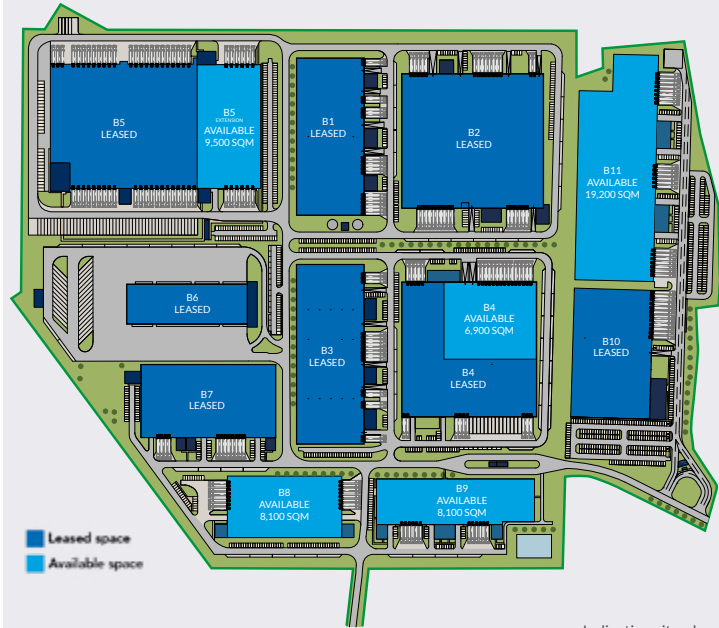 B5
LEASED
B5
EXTENSION
AVAILABLE
9,500 SQM
B1
LEASED
B2
LEASED
B11
AVAILABLE
19,200 SQM
B6
LEASED
B3
LEASED
B4
AVAILABLE
6,900 SQM
B4
LEASED
B10
LEASED
B7
LEASED
B8
AVAILABLE
8,100 SQM
B9
AVAILABLE
8,100 SQM
Leased space
Available space